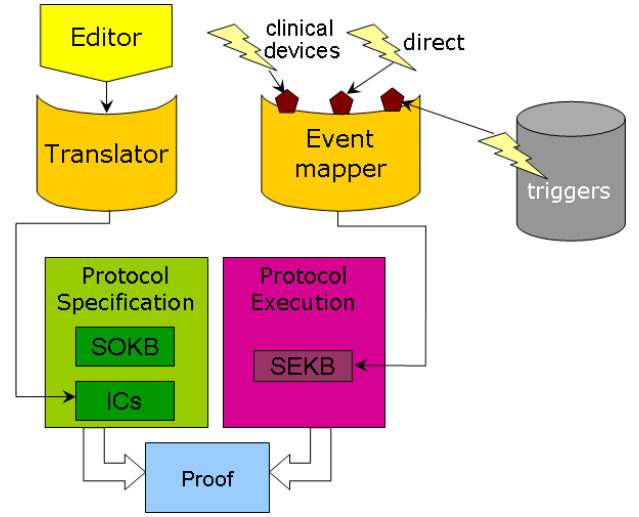 Editor
clinical
devices
direct
Translator
Event
mapper
triggers
Protocol
Specification
SOKB
ICs
Protocol
Execution
SEKB
Proof